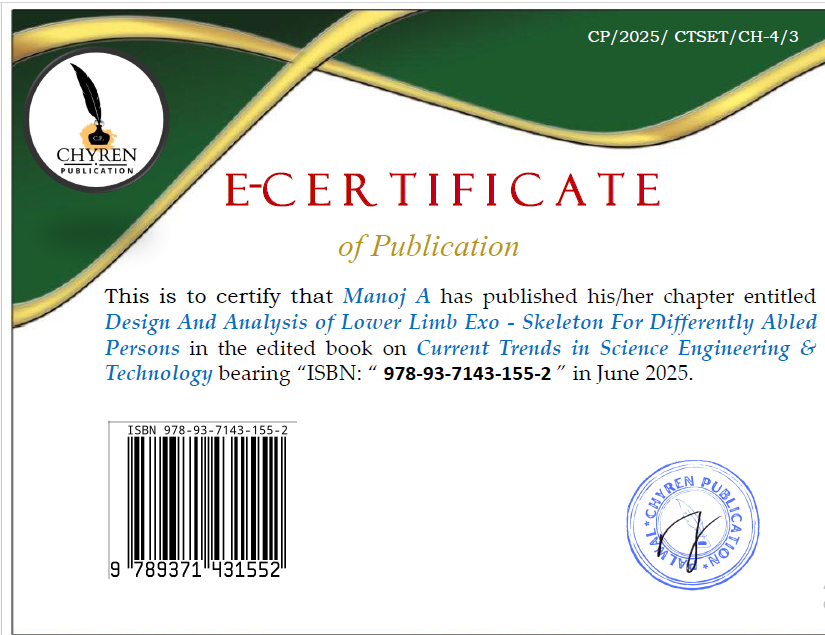 CP/2025/ CTSET/CH-4/3
C.P.
CHYREN
PUBLICATION
E-CERTIFICATE
of Publication
This is to certify that Manoj A has published his/her chapter entitled
Design And Analysis of Lower Limb Exo - Skeleton For Differently Abled
Persons in the edited book on Current Trends in Science Engineering &
Technology bearing “ISBN: “ 978-93-7143-155-2 ” in June 2025.
ISBN 978-93-7143-155-2
9 789371 431552
CHYREN PUBLICATION
*PALWAL*